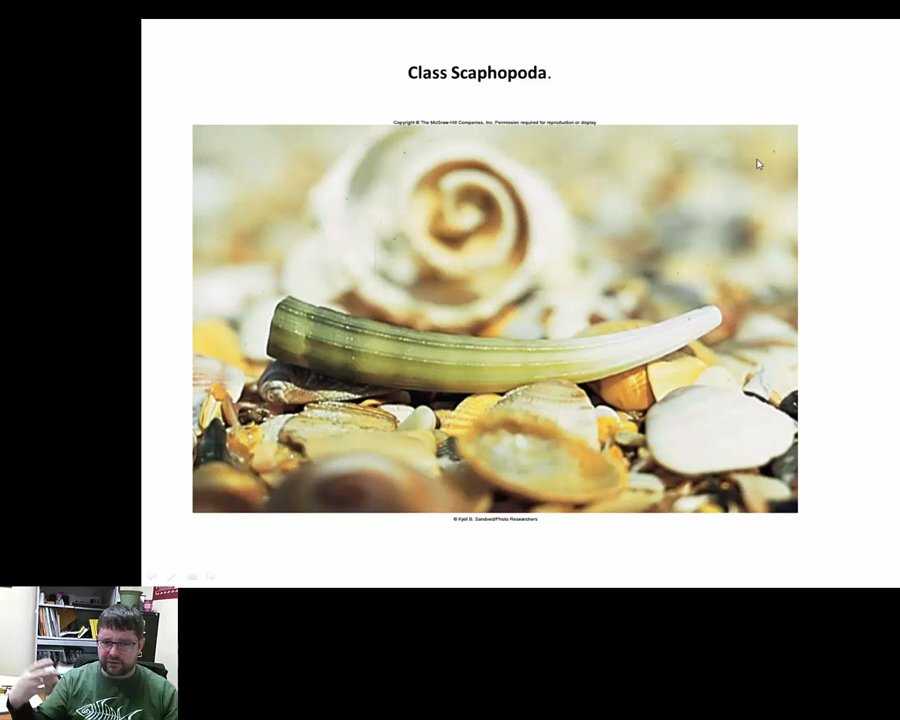 Class Scaphopoda.
Copyright © The McGraw-Hill Companies, Inc. Permission required for reproduction or display
© Kjell B. Sandved/Photo Researchers